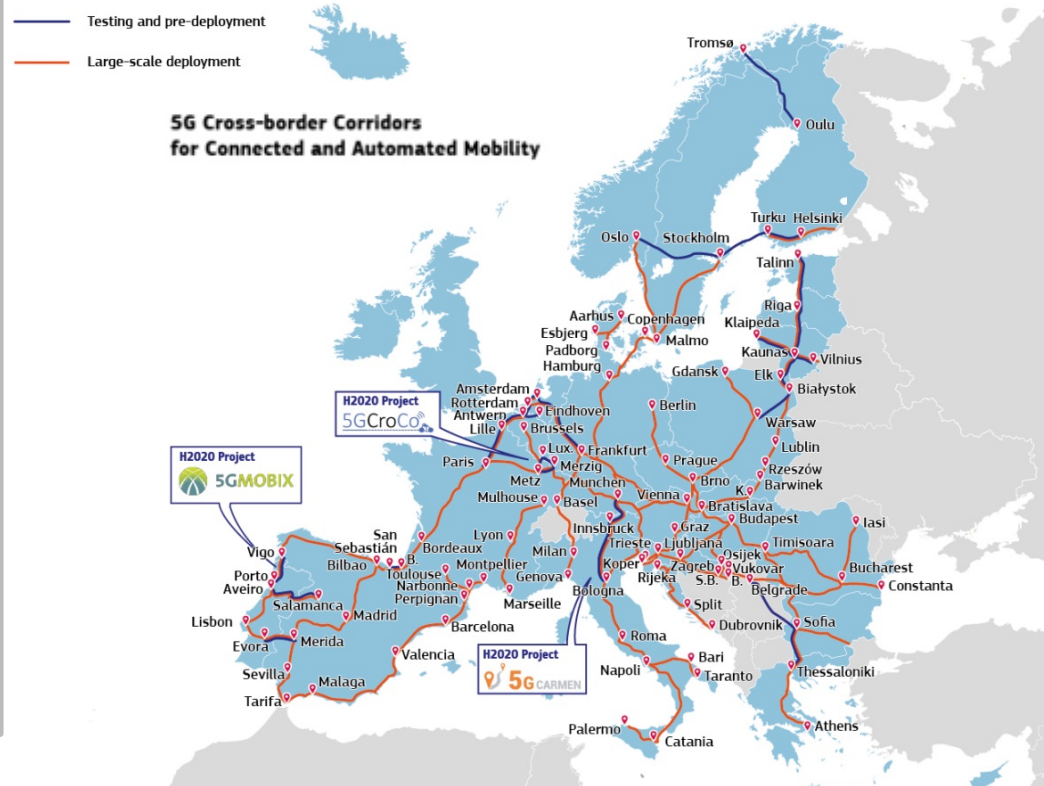 Testing and pre-deployment
Large-scale deployment
5G Cross-border Corridors
for Connected and Automated Mobility
Tromsø
Oulu
Turku Helsinki
Oslo
Stockholm
Talinn
Riga
Klaipeda
Kaunas
Vilnius
Aarhus
Copenhagen
Esbjerg
Malmo
Padborg
Hamburg
Gdansk
Elk
Białystok
Amsterdam
Rotterdam
Antwern
Eindhoven
Lille
Brussels
Berlin
Warsaw
H2020 Project
5GCroCo
Lux.
Frankfurt
Lublin
Paris
Merzig
Prague
Rzeszów
Metz
Munchen
Brno
Barwinek
H2020 Project
5GMOBIX
Mulhouse
Basel
Vienna
K.
Bratislava
Budapest
Iasi
Innsbruck
Graz
San
Sebastián
Bordeaux
Lyon
Trieste
Ljubljana
Timisoara
Vigo
Bilbao
B.
Milan
Koper
Osijek
Toulouse
Montpellier
Zagreb
Vukovar
Bucharest
Porto
Narbonne
Genova
Rijeka
S.B.
B.
Constanta
Aveiro
Perpignan
Marseille
Bologna
Belgrade
Salamanca
Madrid
Split
Lisbon
Barcelona
Dubrovnik
Sofia
Evora
Merida
Roma
Valencia
H2020 Project
5G CARMEN
Bari
Sevilla
Napoli
Taranto
Thessaloniki
Malaga
Tarifa
Palermo
Catania
Athens